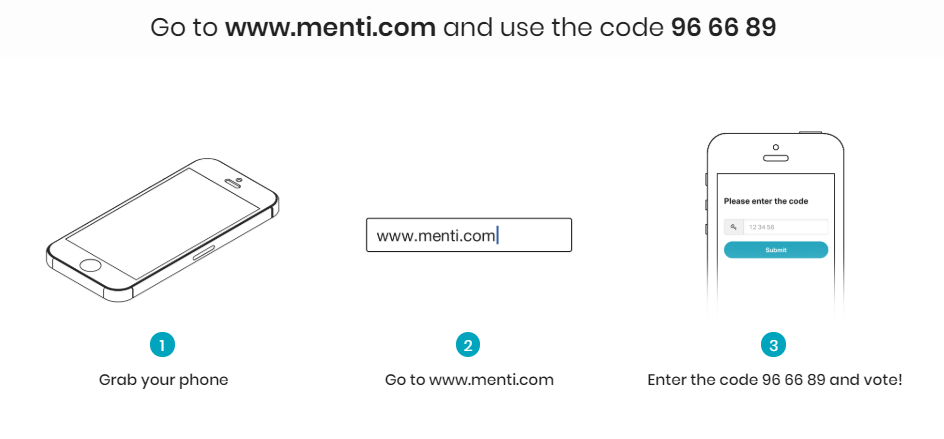 Go to www.menti.com and use the code 96 66 89
www.menti.com
Please enter the code
12 34 56
Submit
1
2
3
Grab your phone
Go to www.menti.com
Enter the code 96 66 89 and vote!